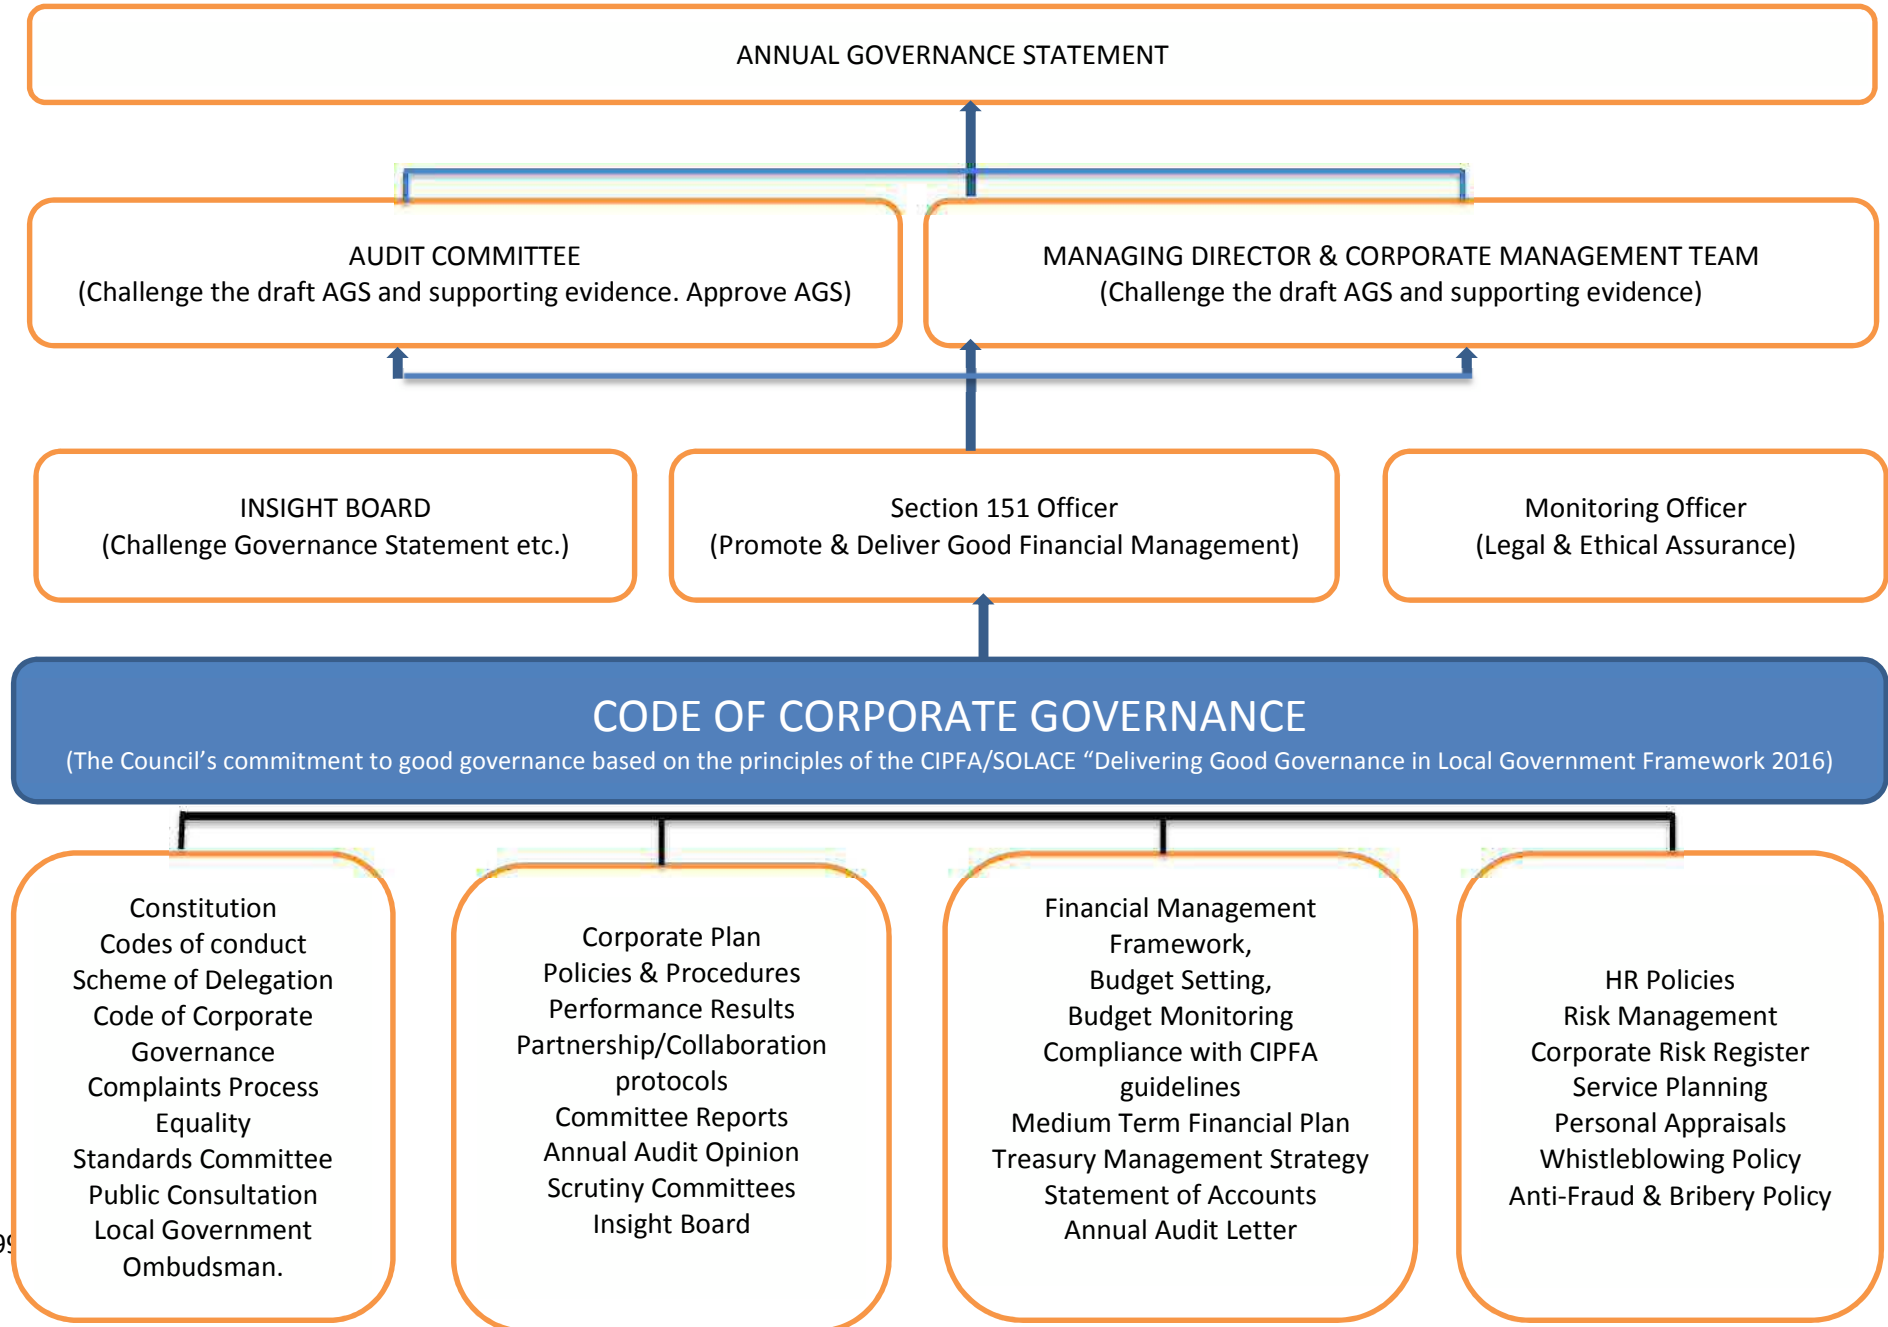 ANNUAL GOVERNANCE STATEMENT
AUDIT COMMITTEE
(Challenge the draft AGS and supporting evidence. Approve AGS)
MANAGING DIRECTOR & CORPORATE MANAGEMENT TEAM
(Challenge the draft AGS and supporting evidence)
INSIGHT BOARD
(Challenge Governance Statement etc.)
Section 151 Officer
(Promote & Deliver Good Financial Management)
Monitoring Officer
(Legal & Ethical Assurance)
CODE OF CORPORATE GOVERNANCE
(The Council’s commitment to good governance based on the principles of the CIPFA/SOLACE “Delivering Good Governance in Local Government Framework 2016)
Constitution
Codes of conduct
Scheme of Delegation
Code of Corporate
Governance
Complaints Process
Equality
Standards Committee
Public Consultation
Local Government
Ombudsman.
Corporate Plan
Policies & Procedures
Performance Results
Partnership/Collaboration
protocols
Committee Reports
Annual Audit Opinion
Scrutiny Committees
Insight Board
Financial Management
Framework,
Budget Setting,
Budget Monitoring
Compliance with CIPFA
guidelines
Medium Term Financial Plan
Treasury Management Strategy
Statement of Accounts
Annual Audit Letter
HR Policies
Risk Management
Corporate Risk Register
Service Planning
Personal Appraisals
Whistleblowing Policy
Anti-Fraud & Bribery Policy